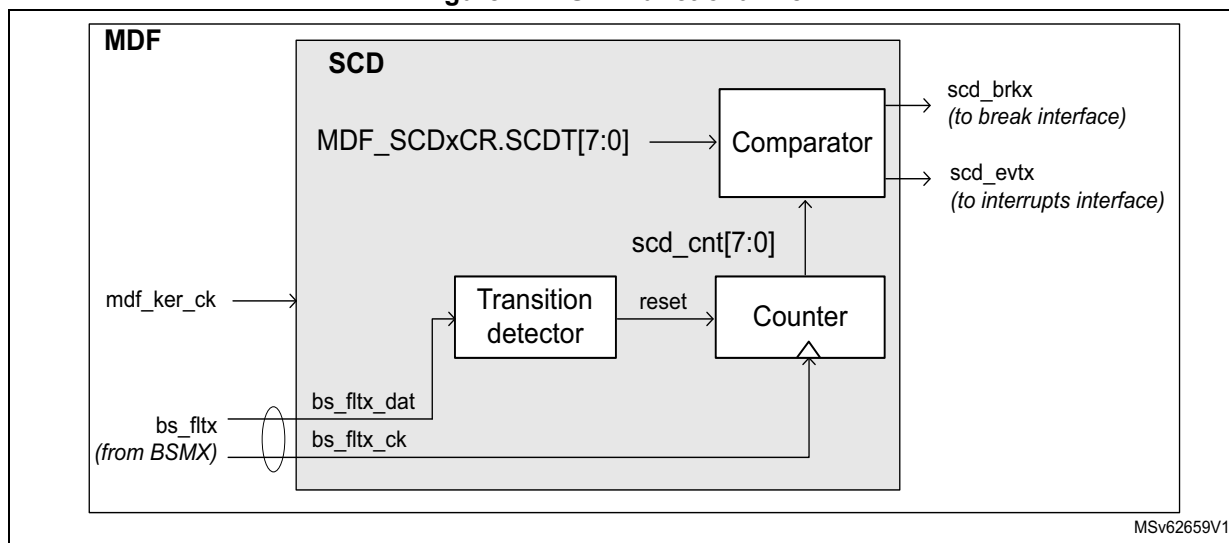 MDF
SCD
scd_brkx
(to break interface)
MDF_SCDxCR.SCDT[7:0]
Comparator
scd_evtx
(to interrupts interface)
scd_cnt[7:0]
mdf_ker_ck
Transition
detector
reset
Counter
bs_fltx_dat
bs_fltx
(from BSMX)
bs_fltx_ck
MSv62659V1